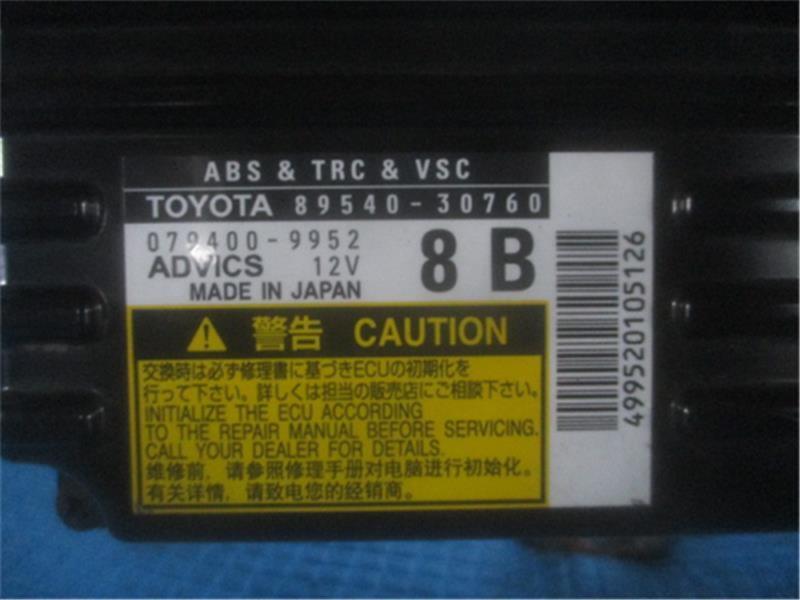 ABS & TRC & VSC
TOYOTA 89540-30760
079400-9952
ADVICS 12V
MADE IN JAPAN
8 B
警告 CAUTION
交換時は必ず修理書に基づきECUの初期化を
行って下さい。詳しくは担当の販売店にご相談下さい。
INITIALIZE THE ECU ACCORDING
TO THE REPAIR MANUAL BEFORE SERVICING.
CALL YOUR DEALER FOR DETAILS.
维修前，请参照修理手册对电脑进行初始化。
有关详情，请致电您的经销商。
499520105126